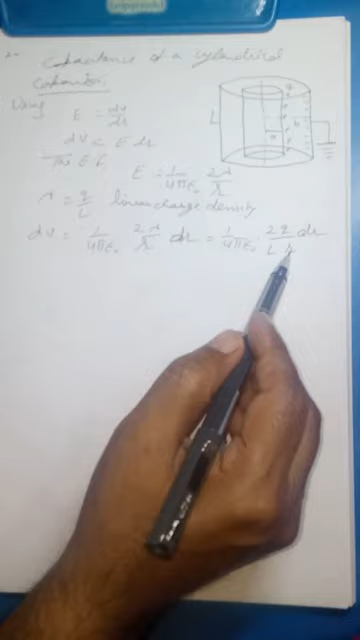 Capacitance of a cylindrical
Capacitor.
Using E = dv/dr
dV = E dr
The E.F. E = 1/4πε₀ 2λ/r
λ = q/L linear charge density
dV = 1/4πε₀ 2λ/r dr = 1/4πε₀ 2q/L r dr
L
a
b